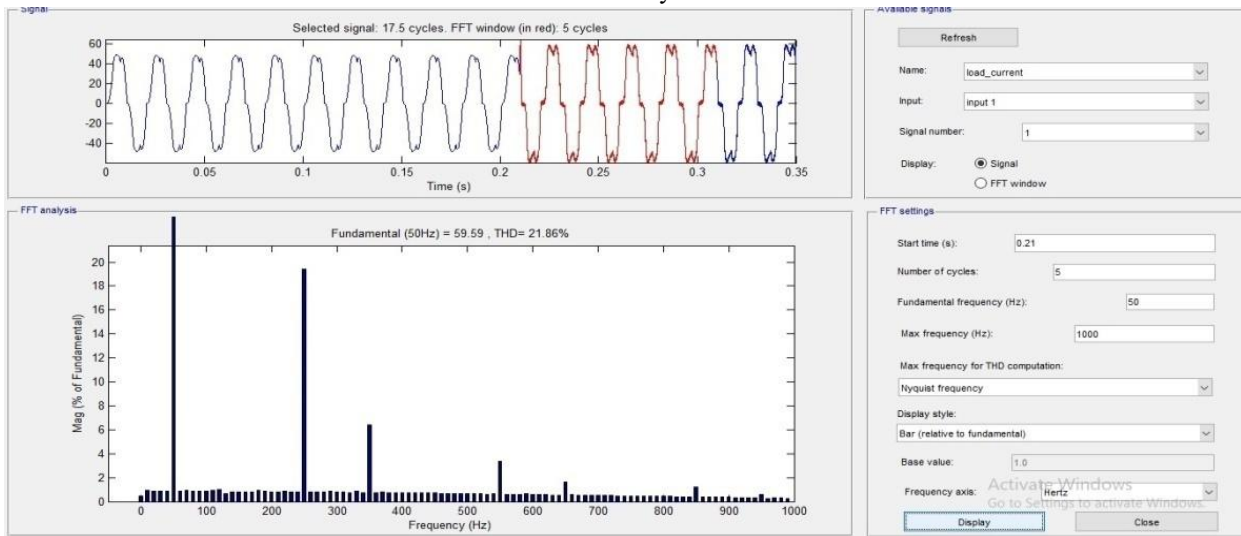 Signal
Selected signal: 17.5 cycles. FFT window (in red): 5 cycles
60
40
20
0
-20
-40
0 0.05 0.1 0.15 0.2 0.25 0.3 0.35
Time (s)
Available signals
Refresh
Name: load_current
Input: input 1
Signal number: 1
Display: Signal
FFT window
FFT analysis
Fundamental (50Hz) = 59.59 , THD= 21.86%
20
18
16
14
12
10
8
6
4
2
0
Mag (% of Fundamental)
0 100 200 300 400 500 600 700 800 900 1000
Frequency (Hz)
FFT settings
Start time (s): 0.21
Number of cycles: 5
Fundamental frequency (Hz): 50
Max frequency (Hz): 1000
Max frequency for THD computation:
Nyquist frequency
Display style:
Bar (relative to fundamental)
Base value: 1.0
Activate Windows
Frequency axis: Hertz
Go to Settings to activate Windows.
Display Close